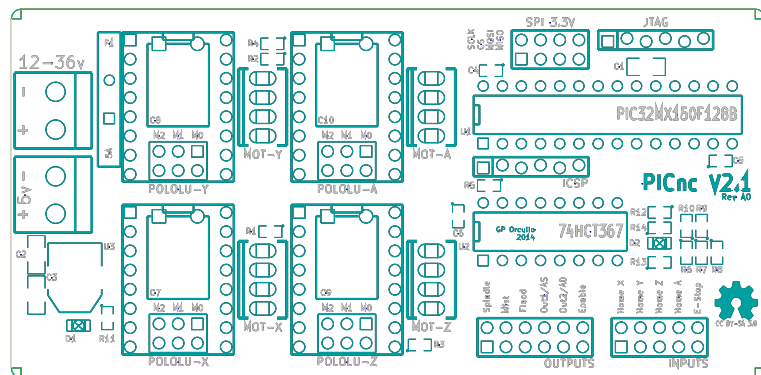 12-36v
-
+
5v
-
+
R1
5A
C8
M2 M1 M0
POLOLU-Y
R4
R2
MOT-Y
C10
M2 M1 M0
POLOLU-A
MOT-A
SPI 3.3V
SCLK
CS
MOSI
MISO
JTAG
C4
C1
U1
PIC32MX150F128B
ICSP
R5
PICnc V2.1
Rev A0
C6
U2
GP Orcullo
2014
74HCT367
R12
R14
D2
R13
R10
R9
R6
R7
R8
C2
C3
U3
D1
R11
C7
M2 M1 M0
POLOLU-X
R1
MOT-X
C9
M2 M1 M0
POLOLU-Z
MOT-Z
R3
Spindle
Mist
Flood
Out1/AS
Out2/AD
Enable
OUTPUTS
Home X
Home Y
Home Z
Home A
E-Stop
INPUTS
CC BY-SA 3.0